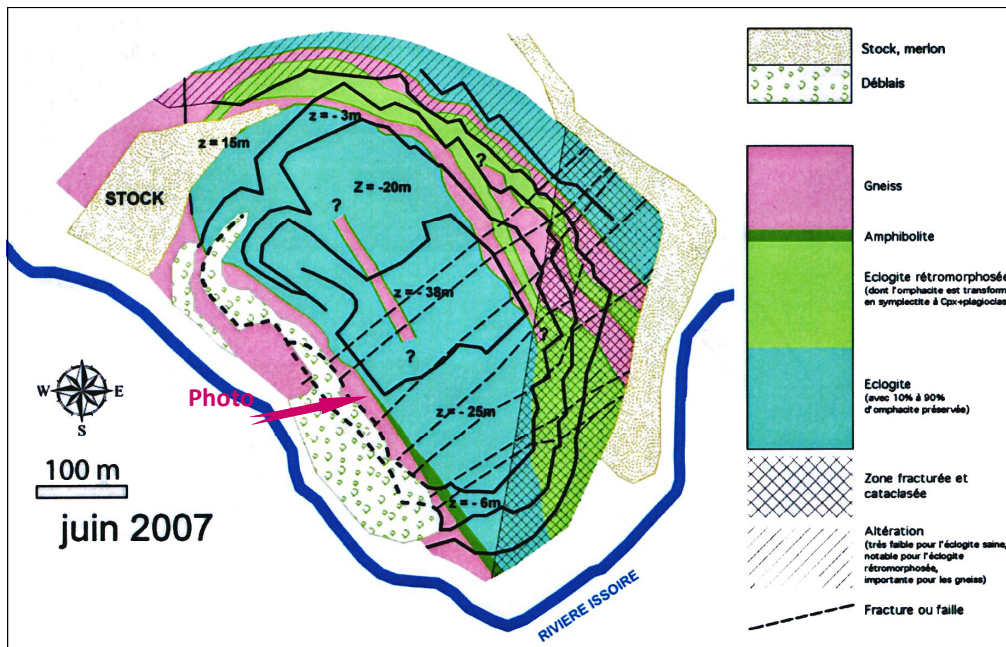 z = - 3m
z = 15m
STOCK
Z = -20m
?
?
z = - 38m
?
?
Photo
z = - 25m
z = - 6m
W
N
E
S
100 m
juin 2007
RIVIERE ISSOIRE
Stock, merlon
Déblais
Gneiss
Amphibolite
Eclogite rétromorphosée
(dont l'omphacite est transform
en symplectite à Cpx+plagioclas
Eclogite
(avec 10% à 90%
d'omphacite préservée)
Zone fracturée et
cataclasée
Altération
(très faible pour l'éclogite saine,
notable pour l'éclogite
rétromorphosée,
importante pour les gneiss)
Fracture ou faille